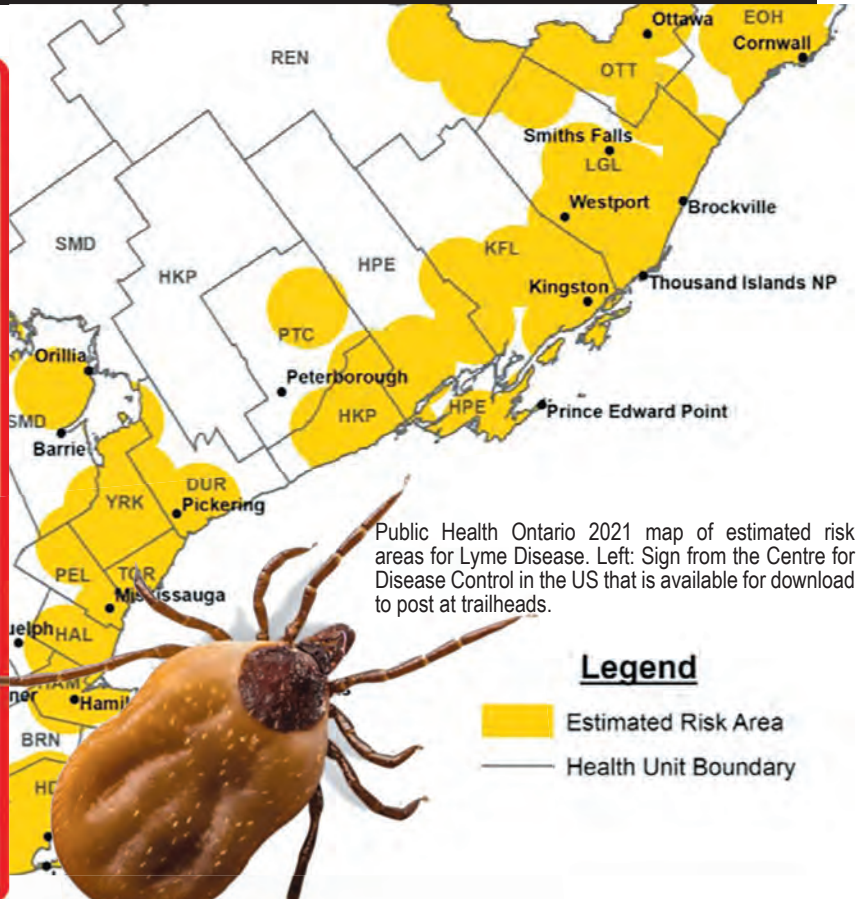 Ottawa
EOH
Cornwall
REN
OTT
Smiths Falls
LGL
Westport
Brockville
SMD
HKP
HPE
KFL
Kingston
Thousand Islands NP
PTC
Orillia
Peterborough
HKP
HPE
Prince Edward Point
SMD
Barrie
DUR
YRK
Pickering
Public Health Ontario 2021 map of estimated risk
areas for Lyme Disease. Left: Sign from the Centre for
Disease Control in the US that is available for download
to post at trailheads.
PEL
TOR
Mississauga
HAL
Legend
Estimated Risk Area
Health Unit Boundary
BRN